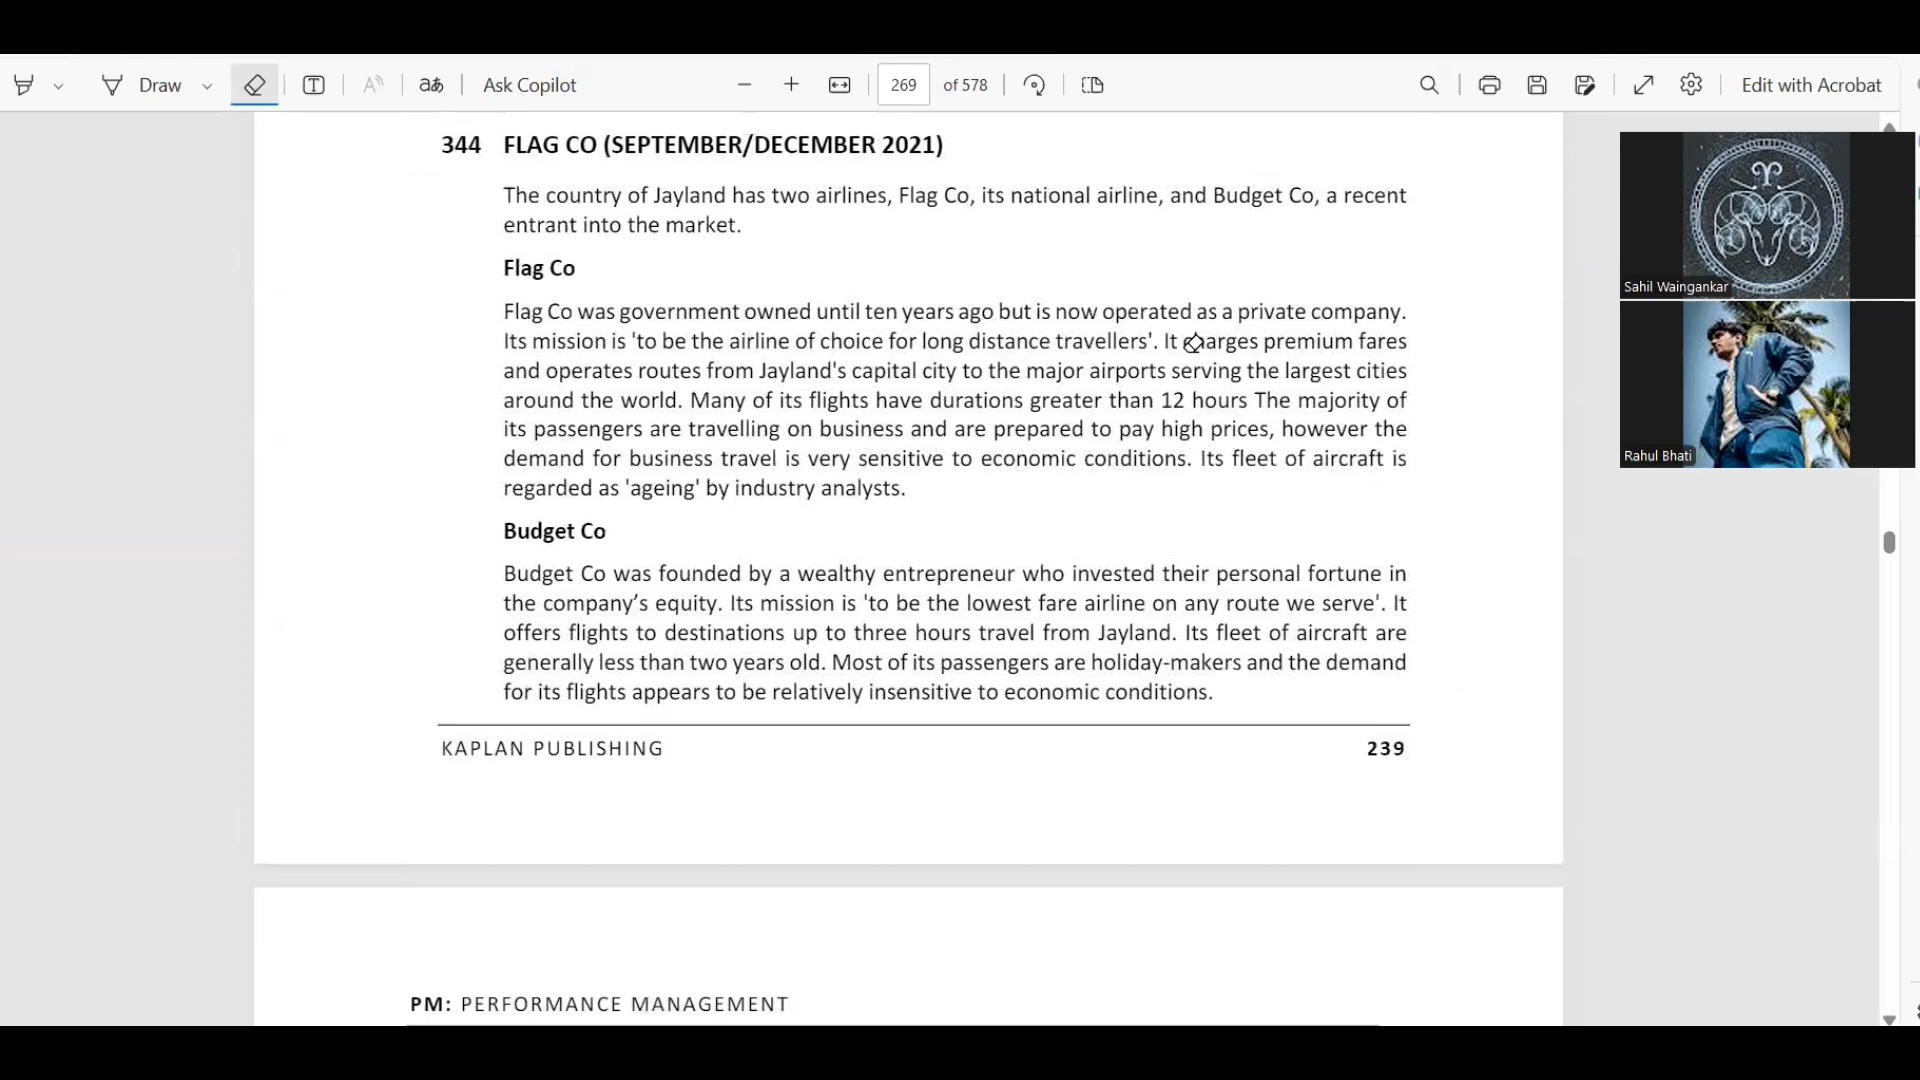 Draw
aあ
Ask Copilot
269 of 578
Edit with Acrobat
344 FLAG CO (SEPTEMBER/DECEMBER 2021)
The country of Jayland has two airlines, Flag Co, its national airline, and Budget Co, a recent
entrant into the market.
Flag Co
Flag Co was government owned until ten years ago but is now operated as a private company.
Its mission is 'to be the airline of choice for long distance travellers'. It charges premium fares
and operates routes from Jayland's capital city to the major airports serving the largest cities
around the world. Many of its flights have durations greater than 12 hours The majority of
its passengers are travelling on business and are prepared to pay high prices, however the
demand for business travel is very sensitive to economic conditions. Its fleet of aircraft is
regarded as 'ageing' by industry analysts.
Budget Co
Budget Co was founded by a wealthy entrepreneur who invested their personal fortune in
the company’s equity. Its mission is 'to be the lowest fare airline on any route we serve'. It
offers flights to destinations up to three hours travel from Jayland. Its fleet of aircraft are
generally less than two years old. Most of its passengers are holiday-makers and the demand
for its flights appears to be relatively insensitive to economic conditions.
KAPLAN PUBLISHING 239
PM: PERFORMANCE MANAGEMENT
Sahil Waingankar
Rahul Bhati